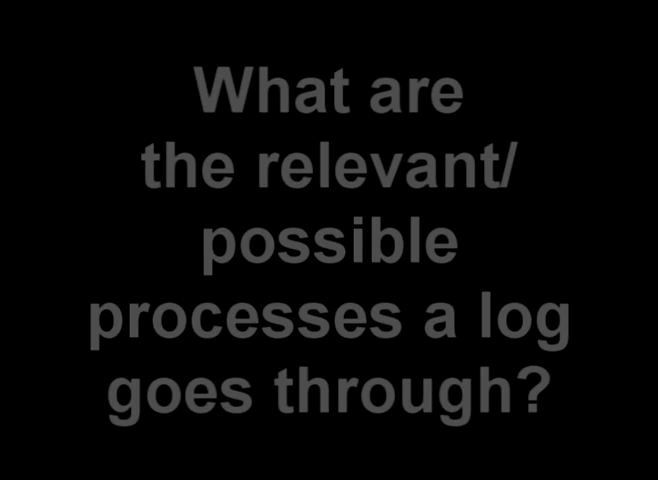 What are
the relevant/
possible
processes a log
goes through?